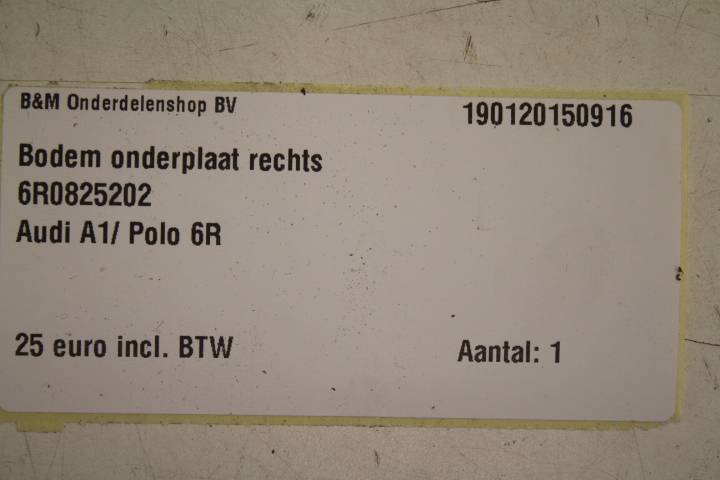 B&M Onderdelenshop BV 190120150916
Bodem onderplaat rechts
6R0825202
Audi A1/ Polo 6R
25 euro incl. BTW Aantal: 1